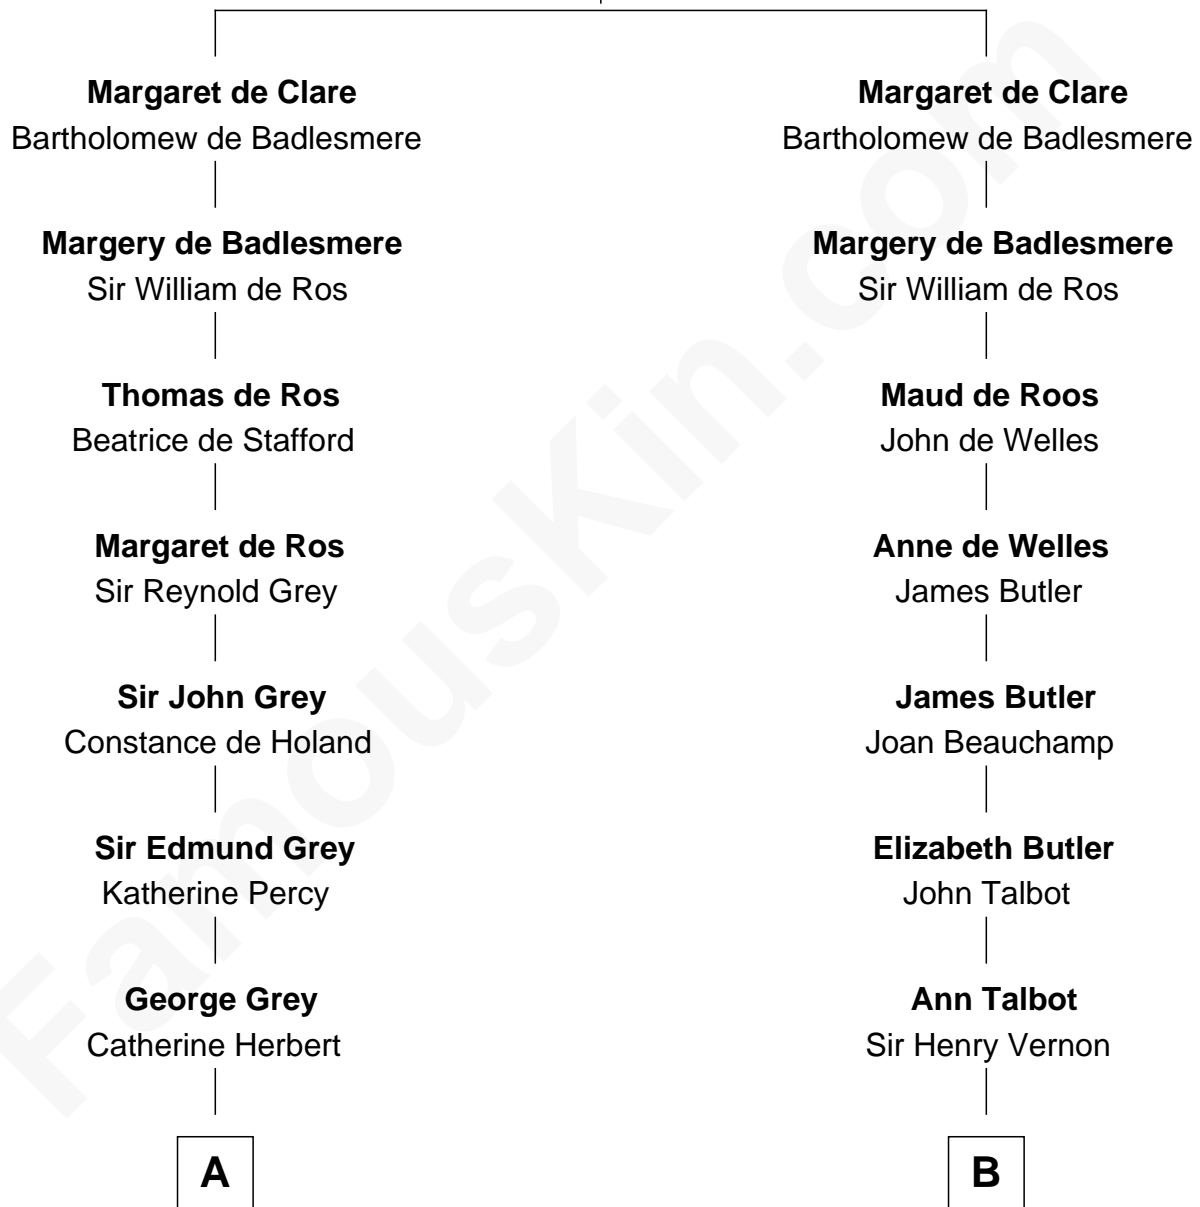 Margaret de Clare
Bartholomew de Badlesmere
Margery de Badlesmere
Sir William de Ros
Thomas de Ros
Beatrice de Stafford
Margaret de Ros
Sir Reynold Grey
Sir John Grey
Constance de Holand
Sir Edmund Grey
Katherine Percy
George Grey
Catherine Herbert
A
Margaret de Clare
Bartholomew de Badlesmere
Margery de Badlesmere
Sir William de Ros
Maud de Roos
John de Welles
Anne de Welles
James Butler
James Butler
Joan Beauchamp
Elizabeth Butler
John Talbot
Ann Talbot
Sir Henry Vernon
B
FamousKin.com